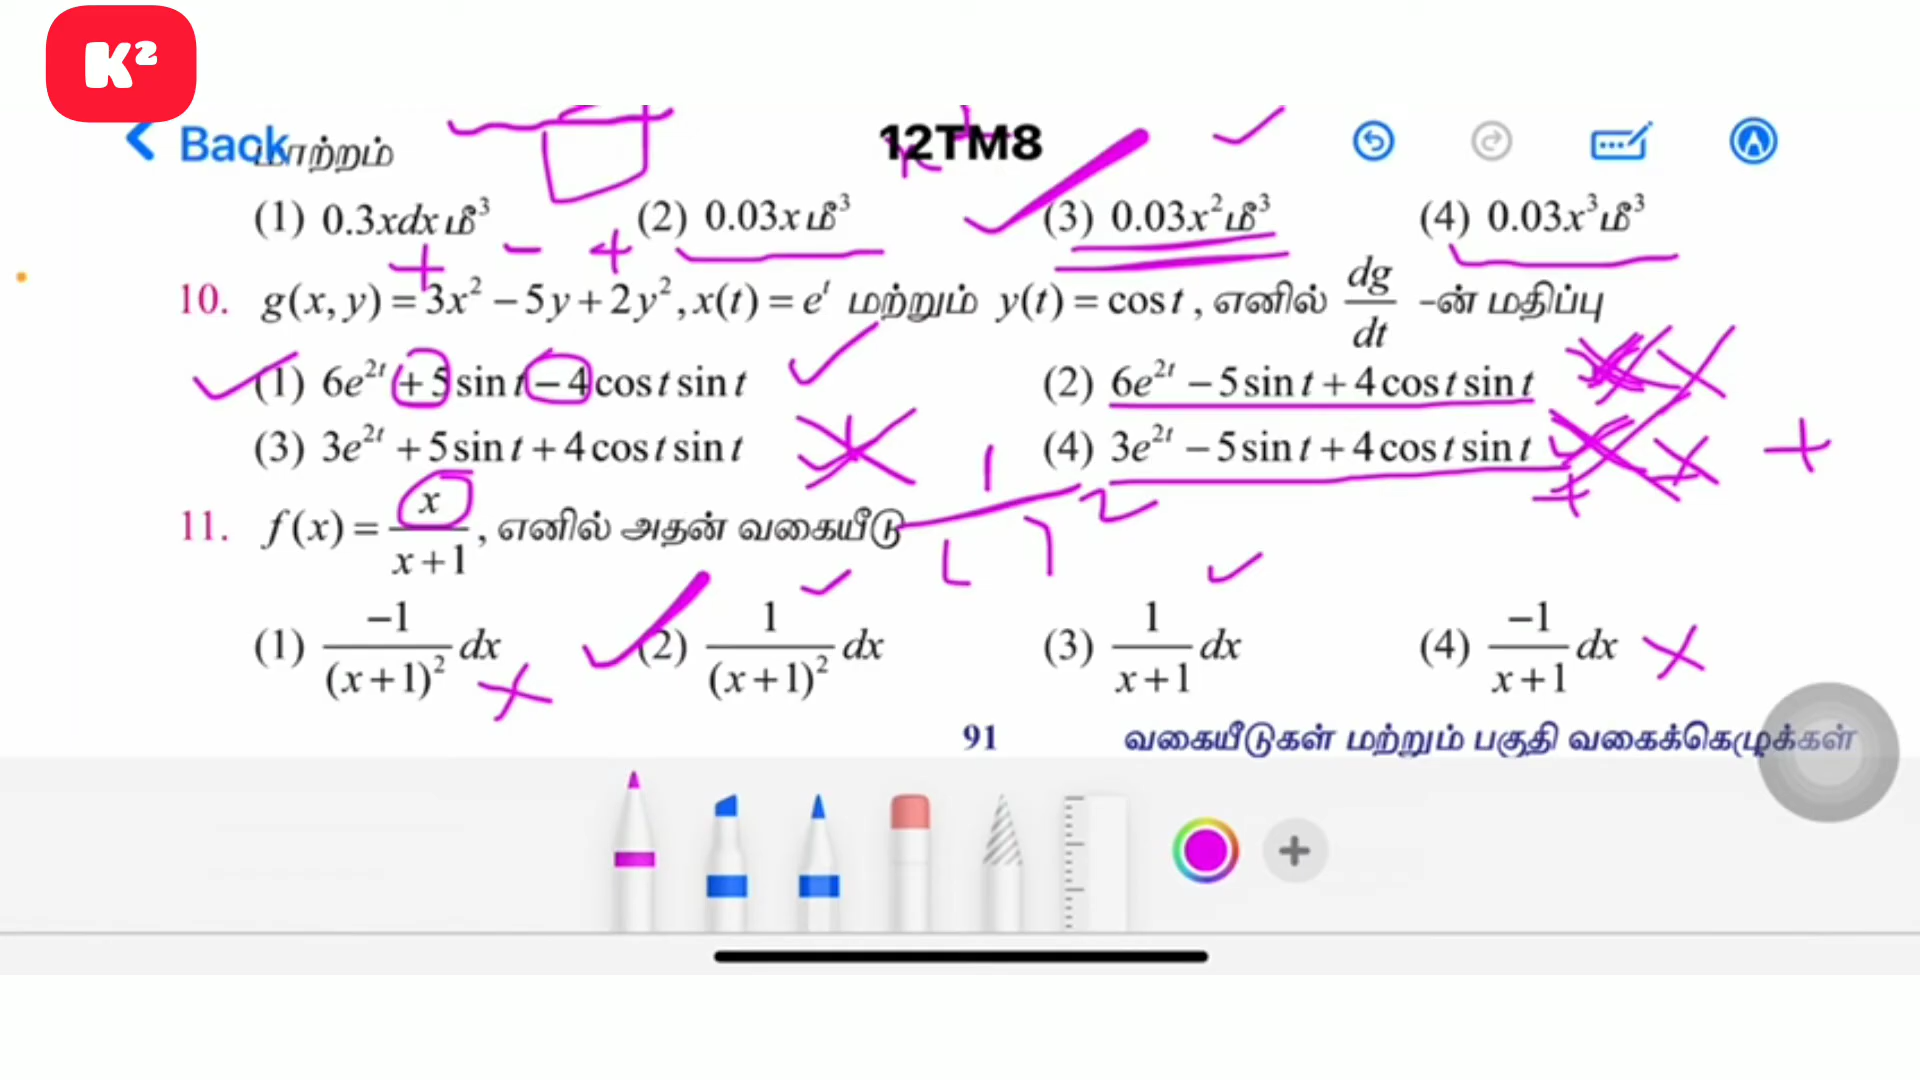 K²
Back
12TM8
மாற்றம்
(1) 0.3xdx மீ³ (2) 0.03x மீ³ (3) 0.03x² மீ³ (4) 0.03x³ மீ³
10. g(x, y) = 3x² − 5y + 2y², x(t) = eᵗ மற்றும் y(t) = cos t, எனில் dg/dt -ன் மதிப்பு
(1) 6e²ᵗ + 5 sin t − 4 cos t sin t (2) 6e²ᵗ − 5 sin t + 4 cos t sin t
(3) 3e²ᵗ + 5 sin t + 4 cos t sin t (4) 3e²ᵗ − 5 sin t + 4 cos t sin t
11. f(x) = x/(x+1), எனில் அதன் வகையீடு
(1) −1/(x+1)² dx (2) 1/(x+1)² dx (3) 1/(x+1) dx (4) −1/(x+1) dx
91 வகையீடுகள் மற்றும் பகுதி வகைக்கெழுக்கள்